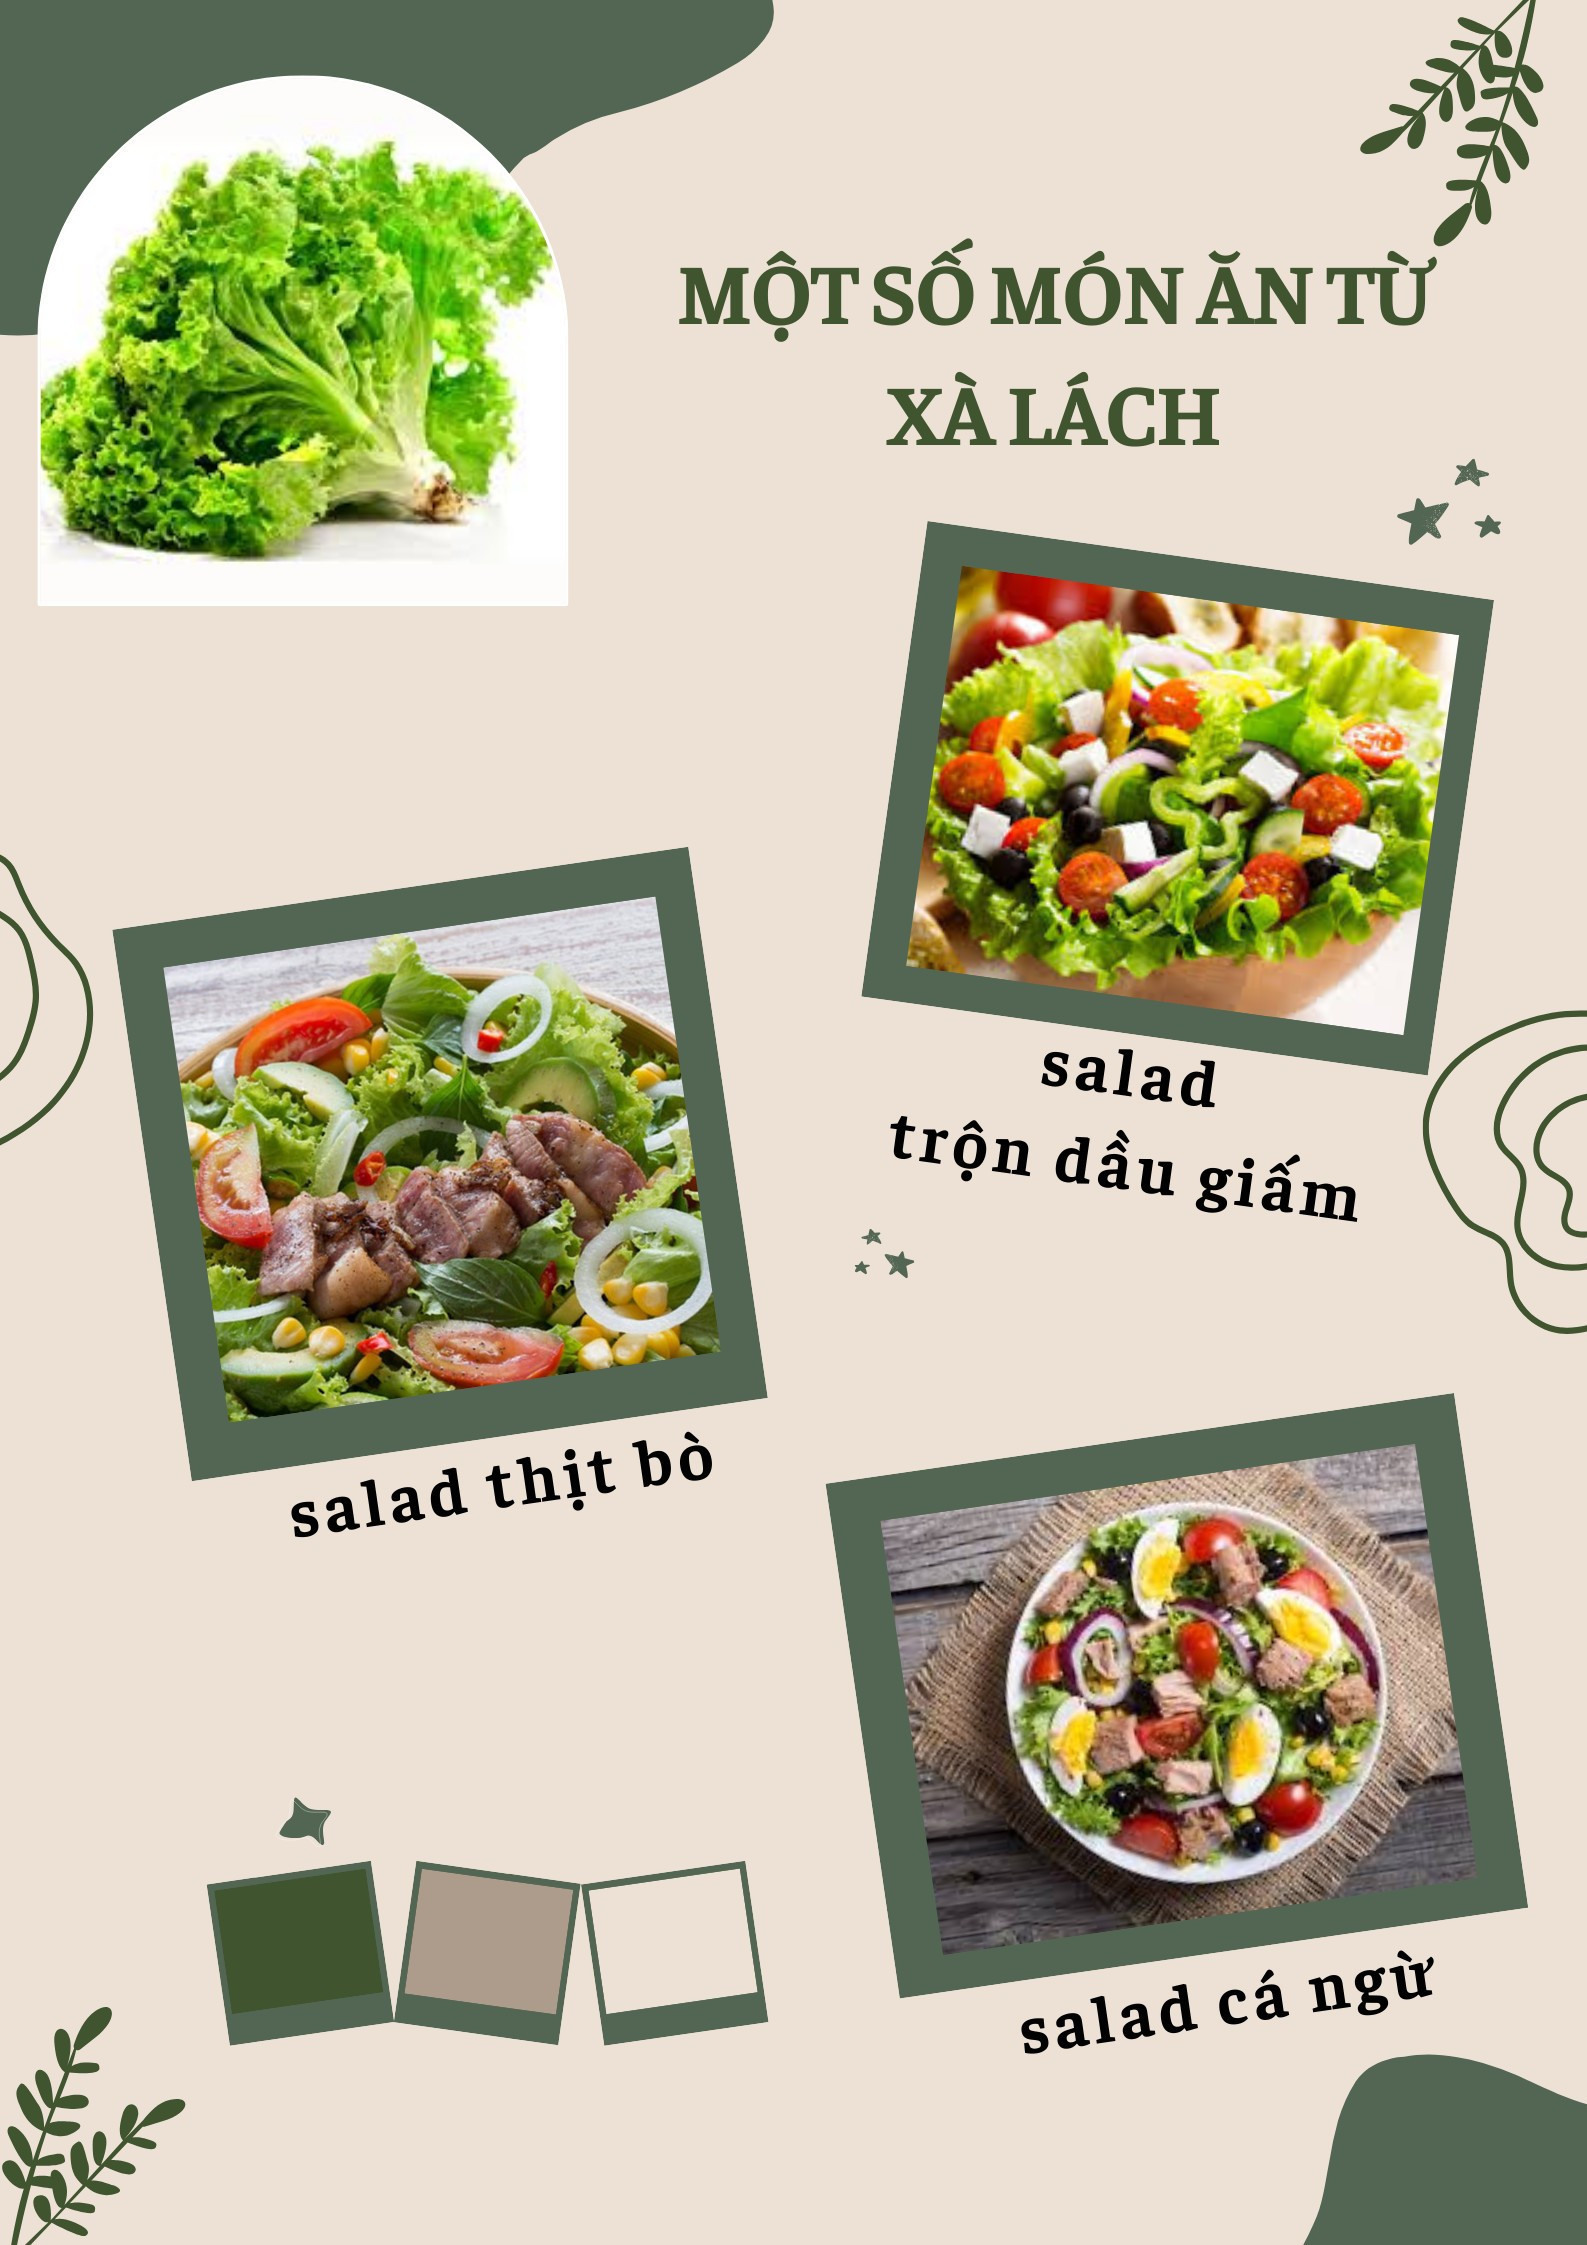 MỘT SỐ MÓN ĂN TỪ
XÀ LÁCH
salad
trộn dầu giấm
salad thịt bò
salad cá ngừ